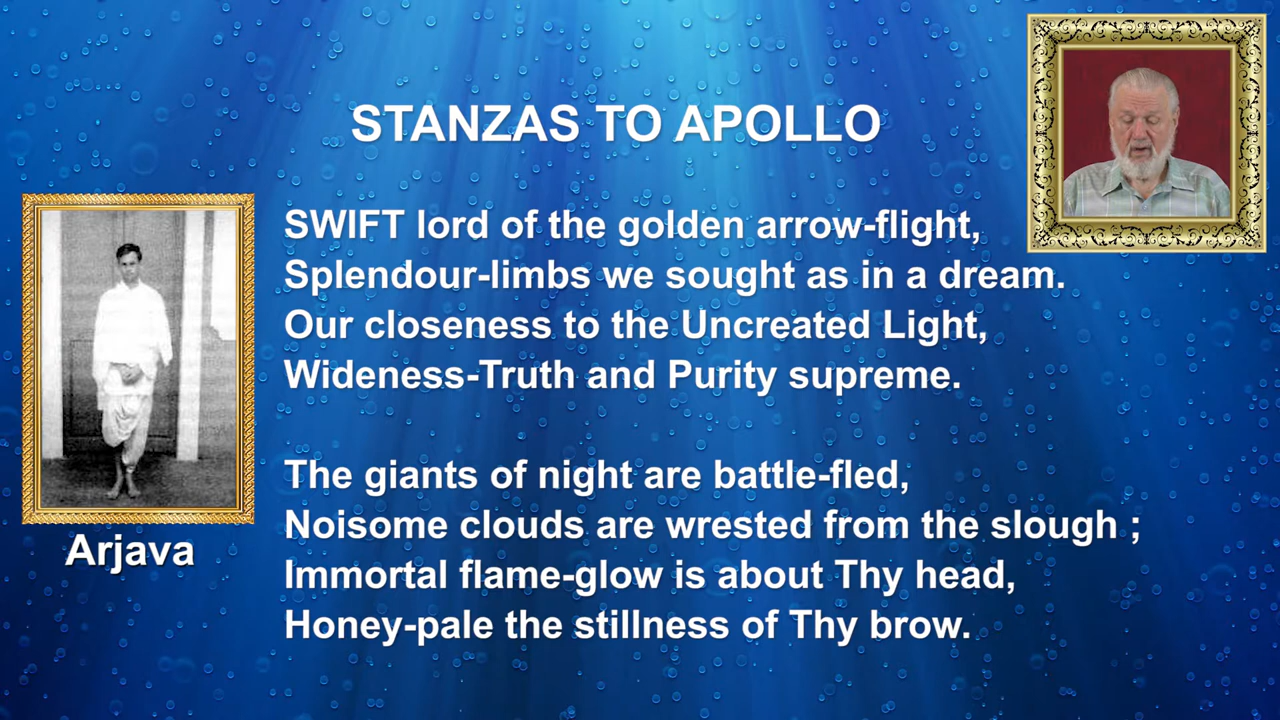 STANZAS TO APOLLO
SWIFT lord of the golden arrow-flight,
Splendour-limbs we sought as in a dream.
Our closeness to the Uncreated Light,
Wideness-Truth and Purity supreme.
The giants of night are battle-fled,
Noisome clouds are wrested from the slough ;
Immortal flame-glow is about Thy head,
Honey-pale the stillness of Thy brow.
Arjava